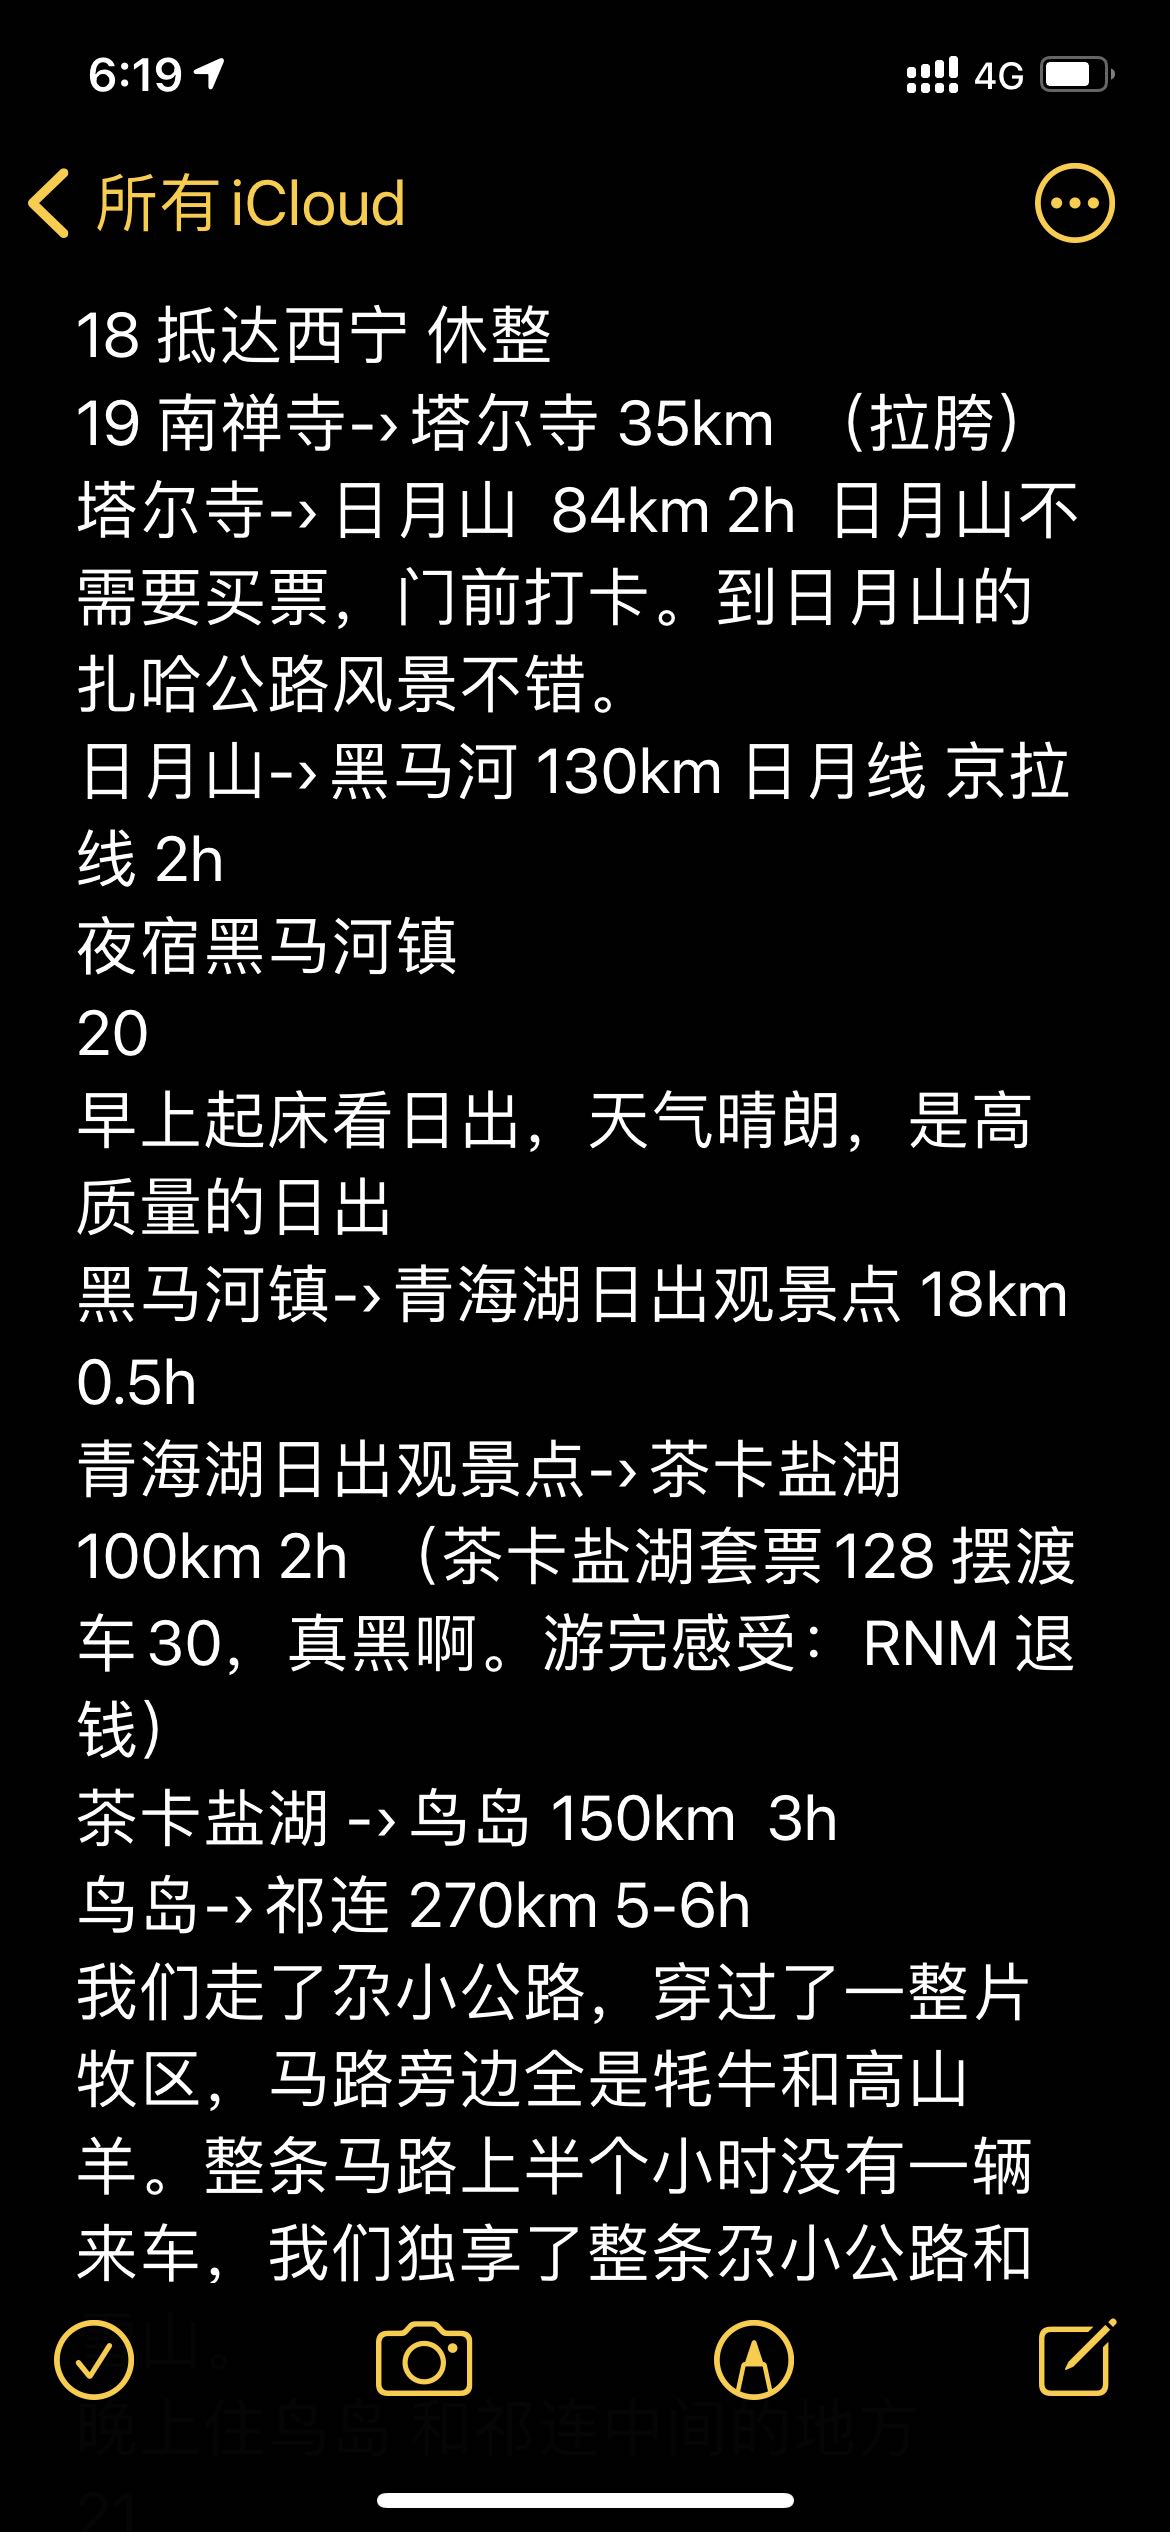 6:19
4G
所有 iCloud
18 抵达西宁 休整
19 南禅寺-›塔尔寺 35km （拉胯）
塔尔寺-›日月山 84km 2h 日月山不
需要买票，门前打卡。到日月山的
扎哈公路风景不错。
日月山-›黑马河 130km 日月线 京拉
线 2h
夜宿黑马河镇
20
早上起床看日出，天气晴朗，是高
质量的日出
黑马河镇-›青海湖日出观景点 18km
0.5h
青海湖日出观景点-›茶卡盐湖
100km 2h （茶卡盐湖套票 128 摆渡
车 30，真黑啊。游完感受：RNM 退
钱）
茶卡盐湖 -›鸟岛 150km 3h
鸟岛-›祁连 270km 5-6h
我们走了尕小公路，穿过了一整片
牧区，马路旁边全是牦牛和高山
羊。整条马路上半个小时没有一辆
来车，我们独享了整条尕小公路和
山。
晚上住鸟岛 和祁连中间的地方
21